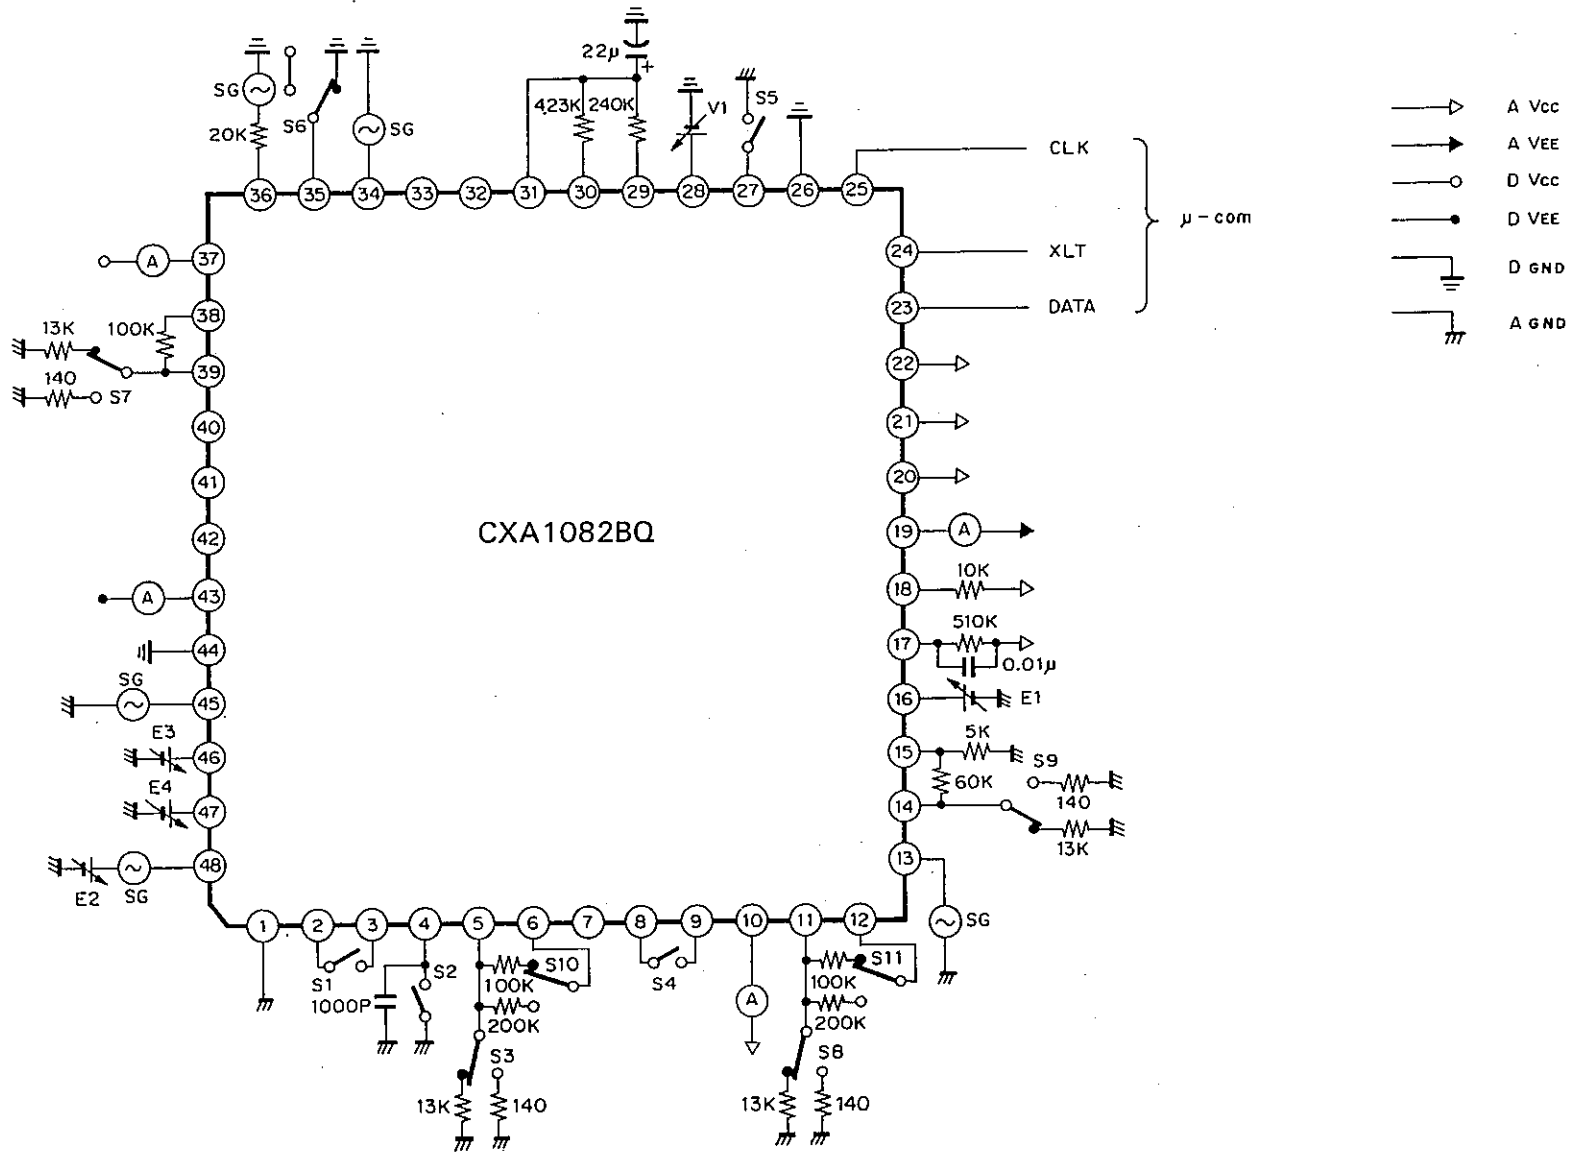 22μ
SG
20K
S6
SG
423K 240K
V1
S5
CLK
XLT
DATA
μ-com
A Vcc
A VEE
D Vcc
D VEE
D GND
A GND
36 35 34 33 32 31 30 29 28 27 26 25
37
A
38
13K
100K
39
140
S7
40
41
42
A
43
44
SG
45
E3
46
E4
47
48
E2
SG
CXA1082BQ
24
23
22
21
20
19
A
10K
18
510K
17
0.01μ
16
E1
5K
15
S9
60K
140
14
13K
13
SG
1 2 3 4 5 6 7 8 9 10 11 12
S1
1000P
S2
100K
S10
200K
S3
13K
140
S4
A
100K
S11
200K
S8
13K
140